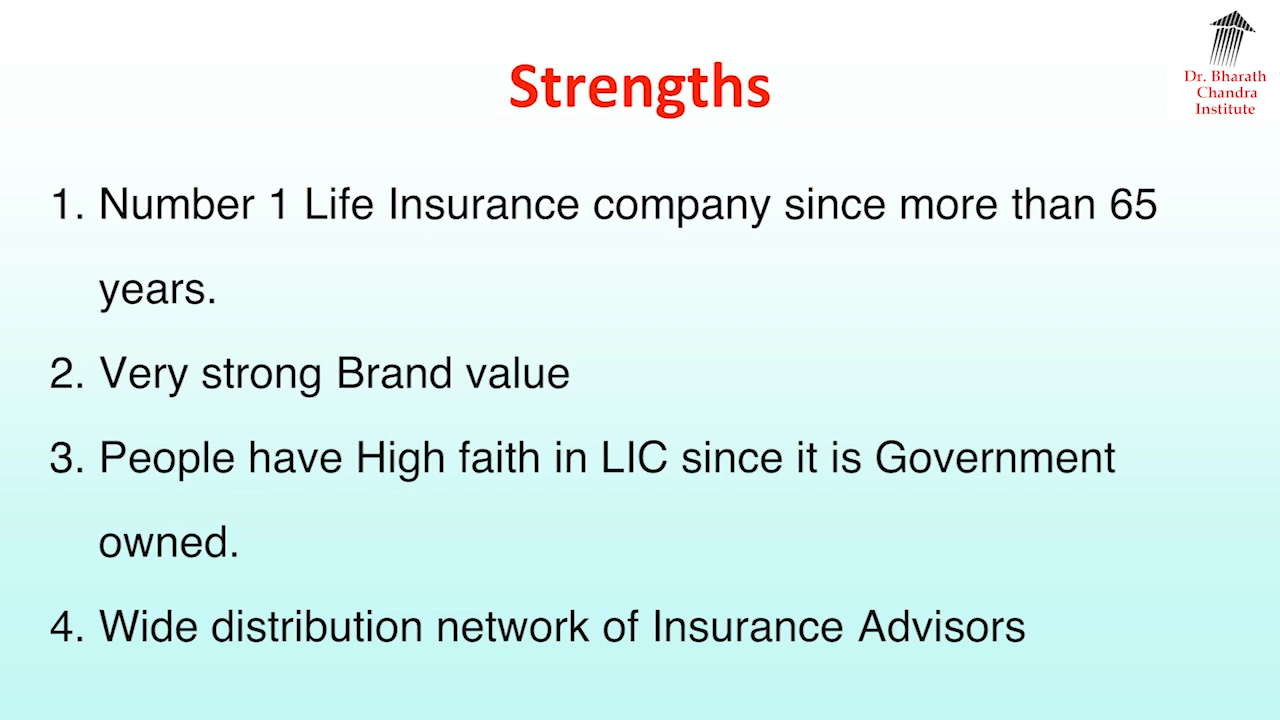 Dr. Bharath
Chandra
Institute
Strengths
1. Number 1 Life Insurance company since more than 65
years.
2. Very strong Brand value
3. People have High faith in LIC since it is Government
owned.
4. Wide distribution network of Insurance Advisors